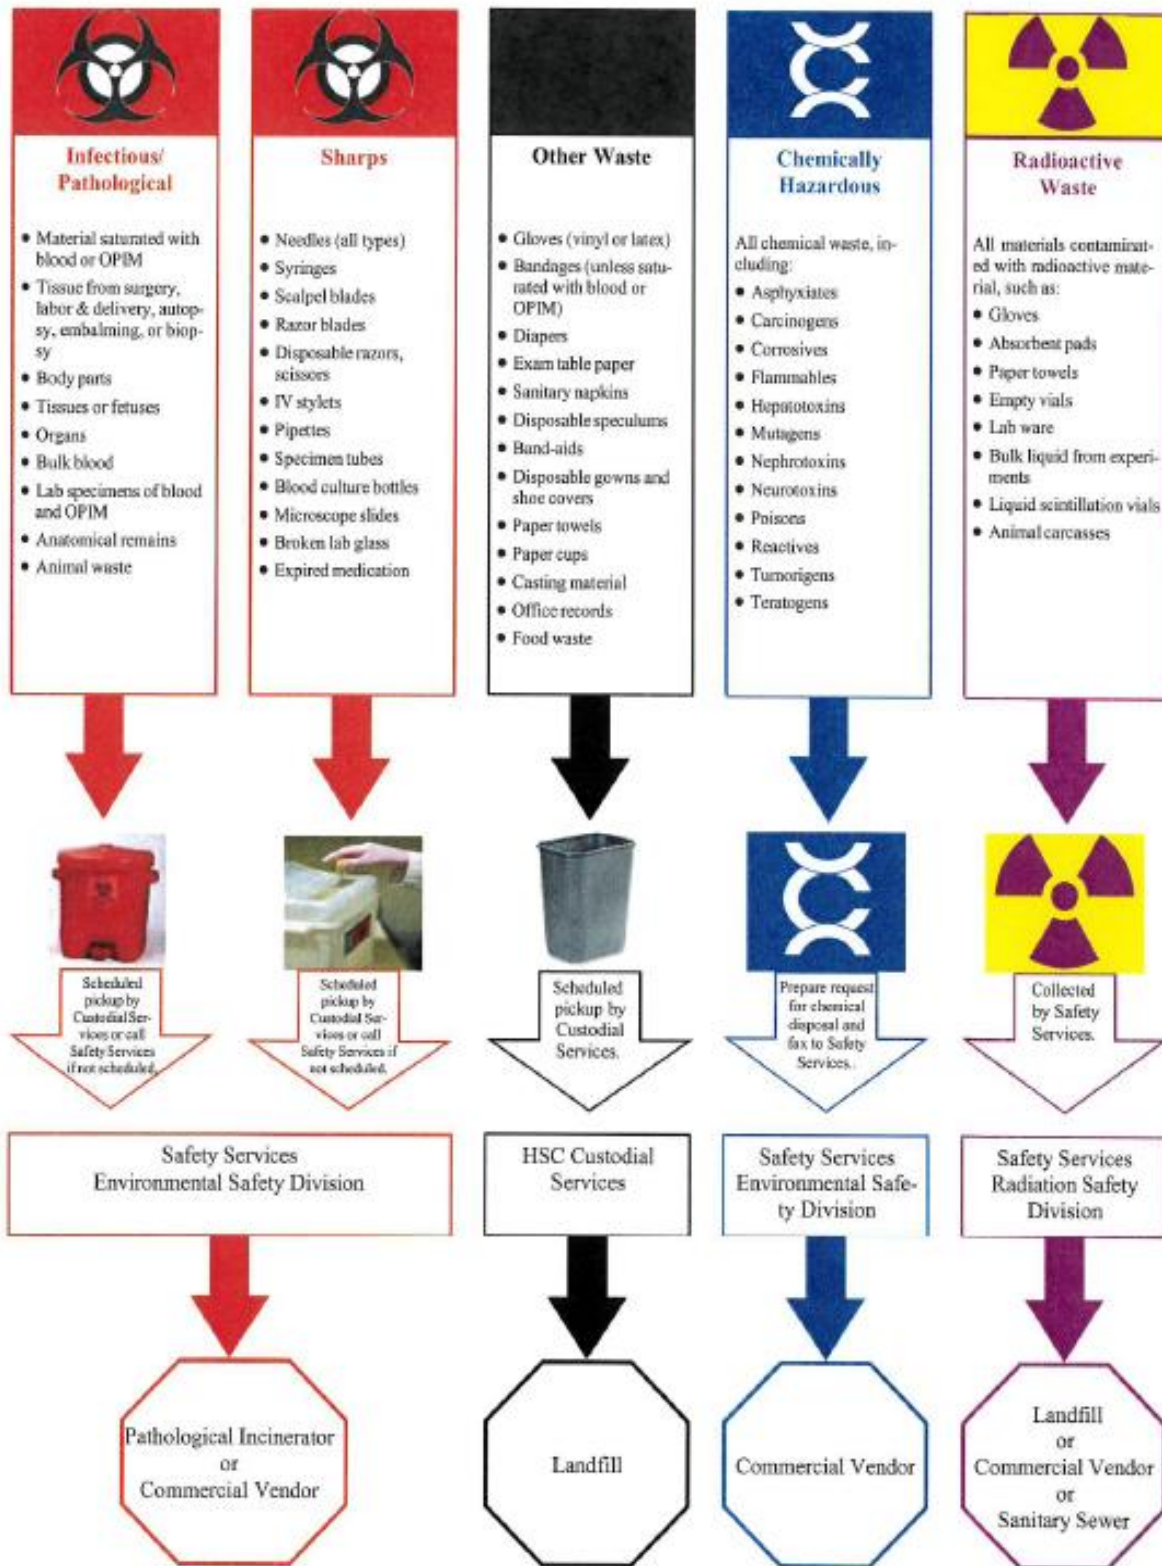 Infectious/
Pathological
• Material saturated with
blood or OPIM
• Tissue from surgery,
labor & delivery, autop-
sy, embalming, or biop-
sy
• Body parts
• Tissues or fetuses
• Organs
• Bulk blood
• Lab specimens of blood
and OPIM
• Anatomical remains
• Animal waste
Sharps
• Needles (all types)
• Syringes
• Scalpel blades
• Razor blades
• Disposable razors,
scissors
• IV stylets
• Pipettes
• Specimen tubes
• Blood culture bottles
• Microscope slides
• Broken lab glass
• Expired medication
Other Waste
• Gloves (vinyl or latex)
• Bandages (unless satu-
rated with blood or
OPIM)
• Diapers
• Exam table paper
• Sanitary napkins
• Disposable speculums
• Band-aids
• Disposable gowns and
shoe covers
• Paper towels
• Paper cups
• Casting material
• Office records
• Food waste
Chemically
Hazardous
All chemical waste, in-
cluding:
• Asphyxiates
• Carcinogens
• Corrosives
• Flammables
• Hepatotoxins
• Mutagens
• Nephrotoxins
• Neurotoxins
• Poisons
• Reactives
• Tumorigens
• Teratogens
Radioactive
Waste
All materials contaminat-
ed with radioactive mate-
rial, such as:
• Gloves
• Absorbent pads
• Paper towels
• Empty vials
• Lab ware
• Bulk liquid from experi-
ments
• Liquid scintillation vials
• Animal carcasses
Scheduled
pickup by
Custodial Ser-
vices or call
Safety Services
if not scheduled.
Scheduled
pickup by
Custodial Ser-
vices or call
Safety Services if
not scheduled.
Scheduled
pickup by
Custodial
Services.
Prepare request
for chemical
disposal and
fax to Safety
Services..
Collected
by Safety
Services.
Safety Services
Environmental Safety Division
HSC Custodial
Services
Safety Services
Environmental Safe-
ty Division
Safety Services
Radiation Safety
Division
Pathological Incinerator
or
Commercial Vendor
Landfill
Commercial Vendor
Landfill
or
Commercial Vendor
or
Sanitary Sewer